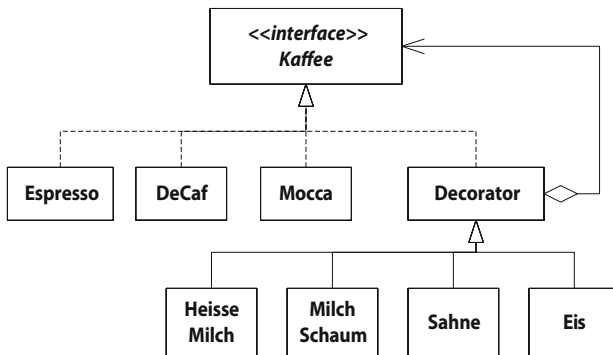 <<interface>>
Kaffee
Espresso
DeCaf
Mocca
Decorator
Heisse
Milch
Milch
Schaum
Sahne
Eis